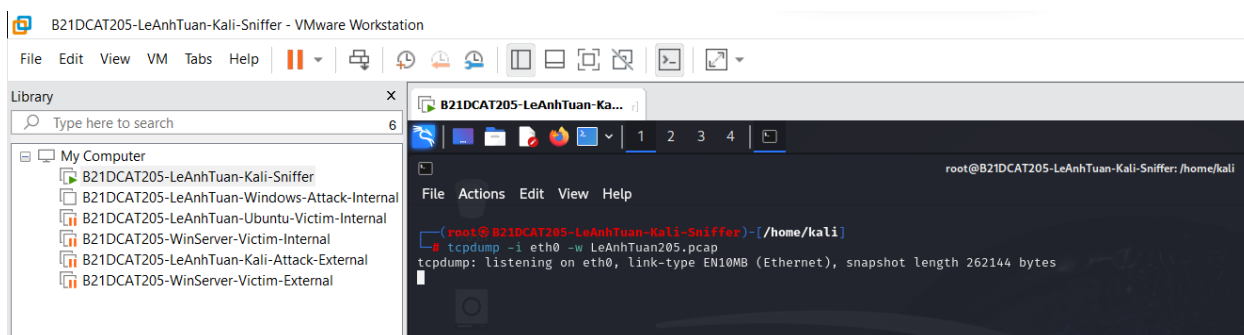 B21DCAT205-LeAnhTuan-Kali-Sniffer - VMware Workstation
File Edit View VM Tabs Help
Library X
Type here to search 6
My Computer
B21DCAT205-LeAnhTuan-Kali-Sniffer
B21DCAT205-LeAnhTuan-Windows-Attack-Internal
B21DCAT205-LeAnhTuan-Ubuntu-Victim-Internal
B21DCAT205-WinServer-Victim-Internal
B21DCAT205-LeAnhTuan-Kali-Attack-External
B21DCAT205-WinServer-Victim-External
B21DCAT205-LeAnhTuan-Ka...
1 2 3 4
root@B21DCAT205-LeAnhTuan-Kali-Sniffer: /home/kali
File Actions Edit View Help
(root㉿B21DCAT205-LeAnhTuan-Kali-Sniffer)-[/home/kali]
# tcpdump -i eth0 -w LeAnhTuan205.pcap
tcpdump: listening on eth0, link-type EN10MB (Ethernet), snapshot length 262144 bytes